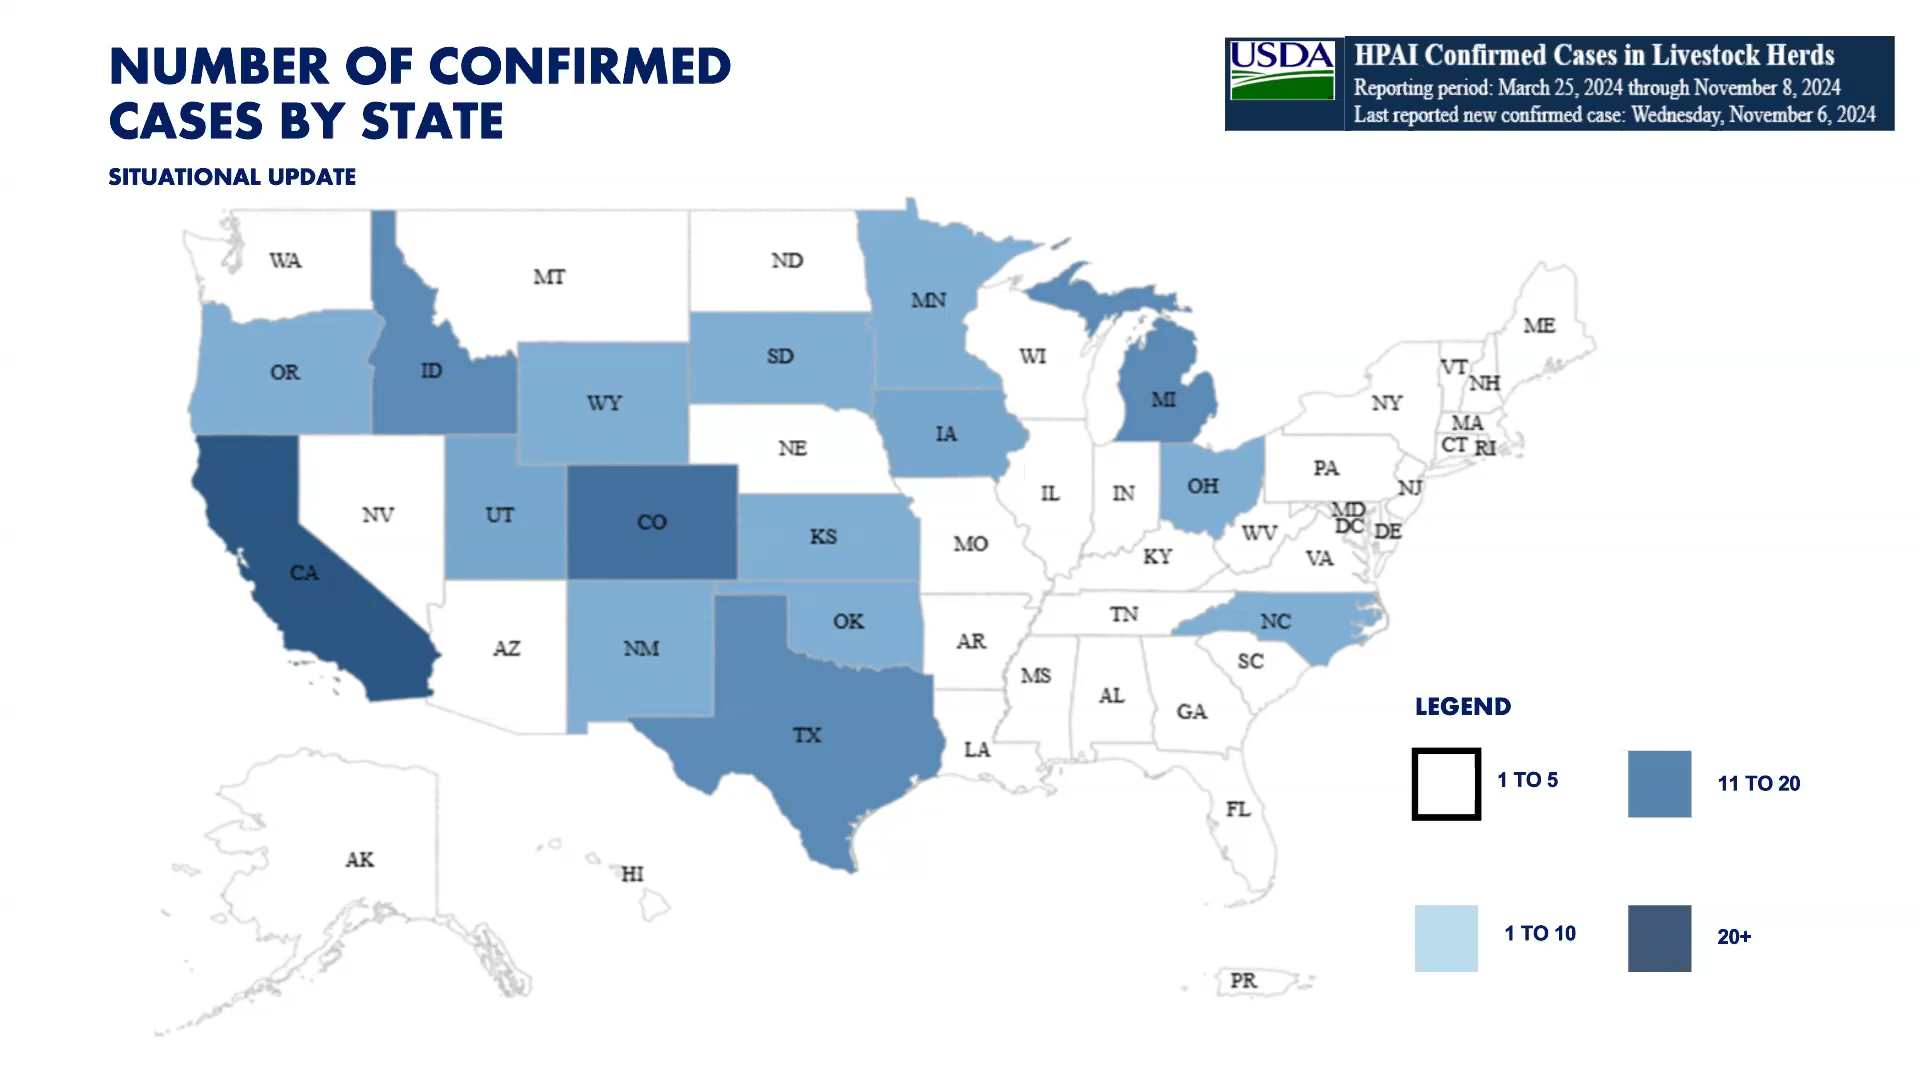 NUMBER OF CONFIRMED
CASES BY STATE
SITUATIONAL UPDATE
USDA
HPAI Confirmed Cases in Livestock Herds
Reporting period: March 25, 2024 through November 8, 2024
Last reported new confirmed case: Wednesday, November 6, 2024
WA
MT
ND
MN
ME
OR
ID
WY
SD
WI
MI
VT
NH
NY
MA
CT
RI
NE
IA
PA
NJ
NV
UT
CO
KS
MO
IL
IN
OH
MD
DC
DE
WV
VA
KY
CA
AZ
NM
OK
AR
TN
NC
SC
MS
AL
GA
TX
LA
FL
AK
HI
PR
LEGEND
1 TO 5
11 TO 20
1 TO 10
20+